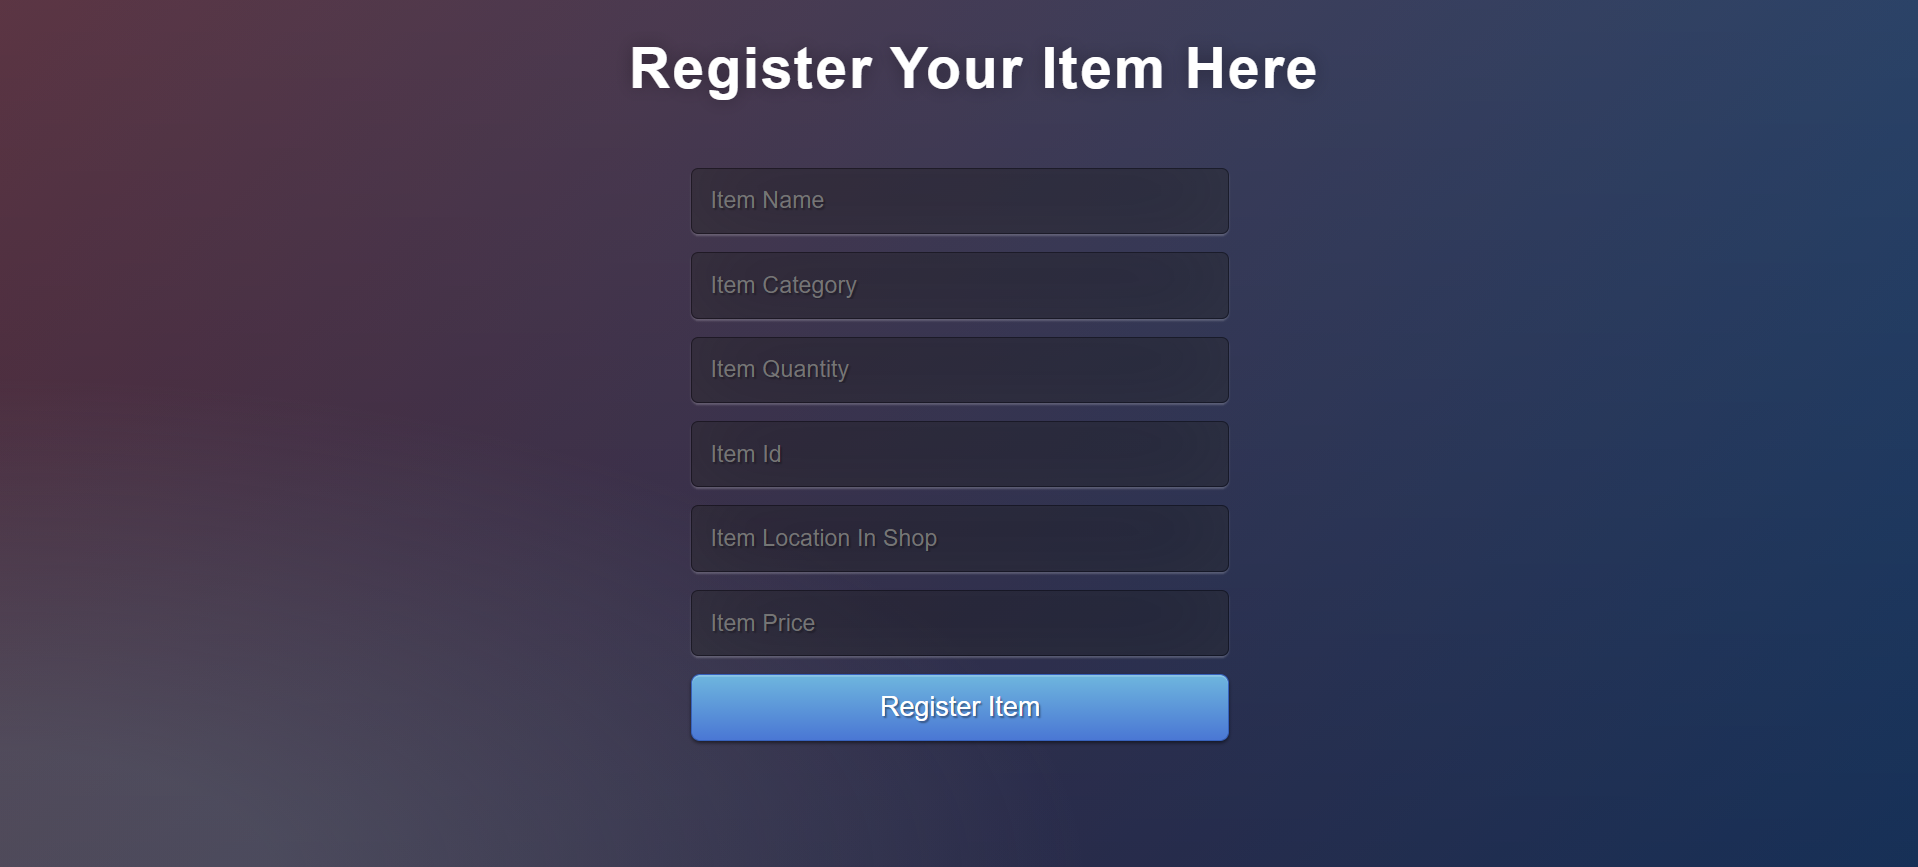 Register Your Item Here
Item Name
Item Category
Item Quantity
Item Id
Item Location In Shop
Item Price
Register Item